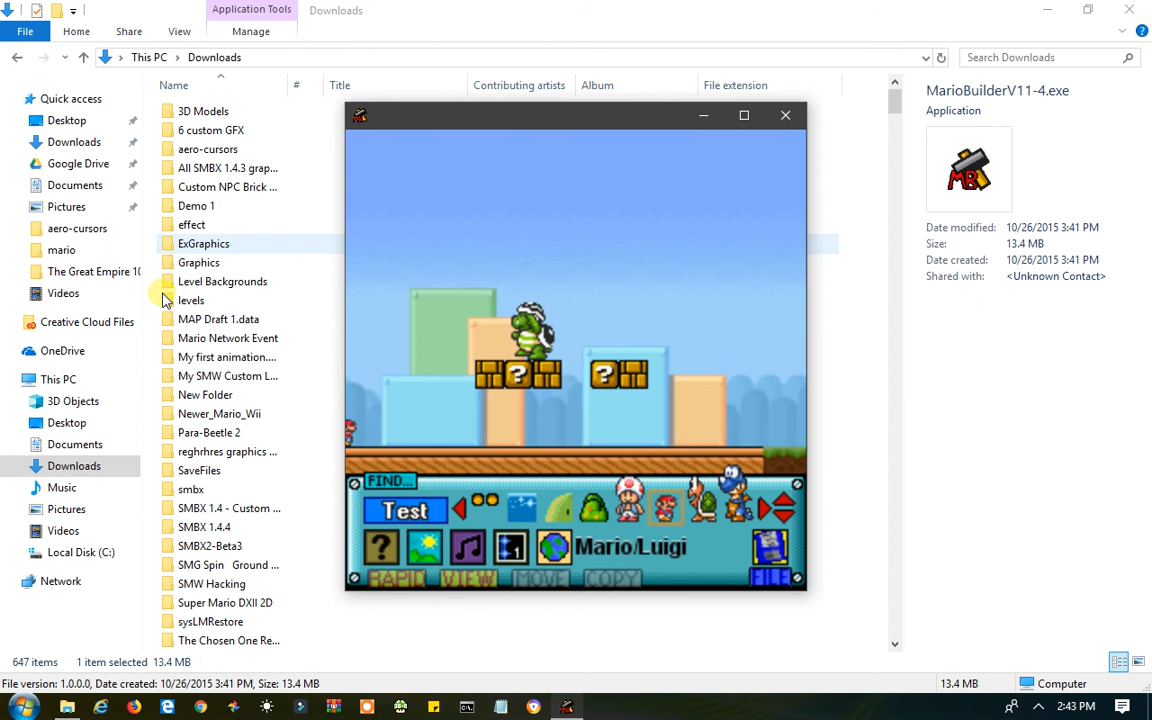 Application Tools
Downloads
File
Home
Share
View
Manage
This PC
Downloads
Search Downloads
Name
#
Title
Contributing artists
Album
File extension
Quick access
Desktop
Downloads
Google Drive
Documents
Pictures
aero-cursors
mario
The Great Empire 10
Videos
Creative Cloud Files
OneDrive
This PC
3D Objects
Desktop
Documents
Downloads
Music
Pictures
Videos
Local Disk (C:)
Network
3D Models
6 custom GFX
aero-cursors
All SMBX 1.4.3 grap...
Custom NPC Brick ...
Demo 1
effect
ExGraphics
Graphics
Level Backgrounds
levels
MAP Draft 1.data
Mario Network Event
My first animation....
My SMW Custom L...
New Folder
Newer_Mario_Wii
Para-Beetle 2
reghrhres graphics ...
SaveFiles
smbx
SMBX 1.4 - Custom ...
SMBX 1.4.4
SMBX2-Beta3
SMG Spin Ground ...
SMW Hacking
Super Mario DXII 2D
sysLMRestore
The Chosen One Re...
FIND...
Test
Mario/Luigi
RAPID
VIEW
MOVE
COPY
FILE
MarioBuilderV11-4.exe
Application
MB
Date modified: 10/26/2015 3:41 PM
Size: 13.4 MB
Date created: 10/26/2015 3:41 PM
Shared with: <Unknown Contact>
647 items
1 item selected 13.4 MB
File version: 1.0.0.0, Date created: 10/26/2015 3:41 PM, Size: 13.4 MB
13.4 MB
Computer
2:43 PM